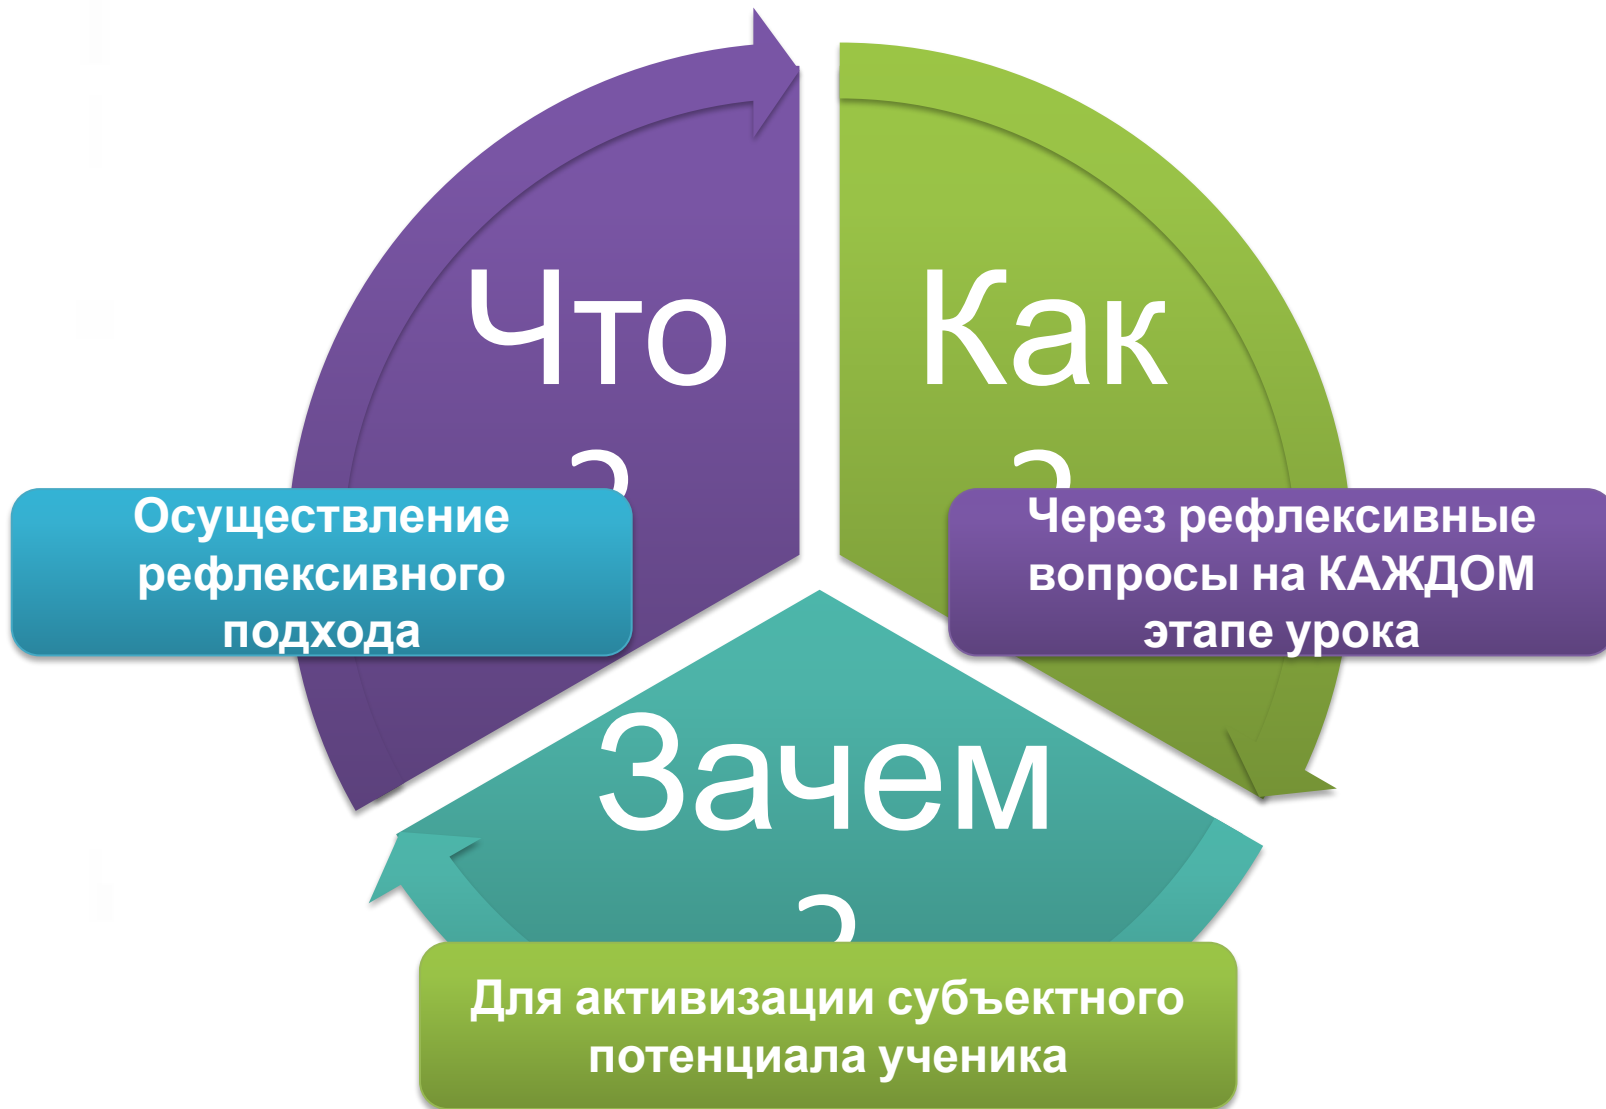 Что
?
Как
?
Осуществление
рефлексивного
подхода
Через рефлексивные
вопросы на КАЖДОМ
этапе урока
Зачем
?
Для активизации субъектного
потенциала ученика